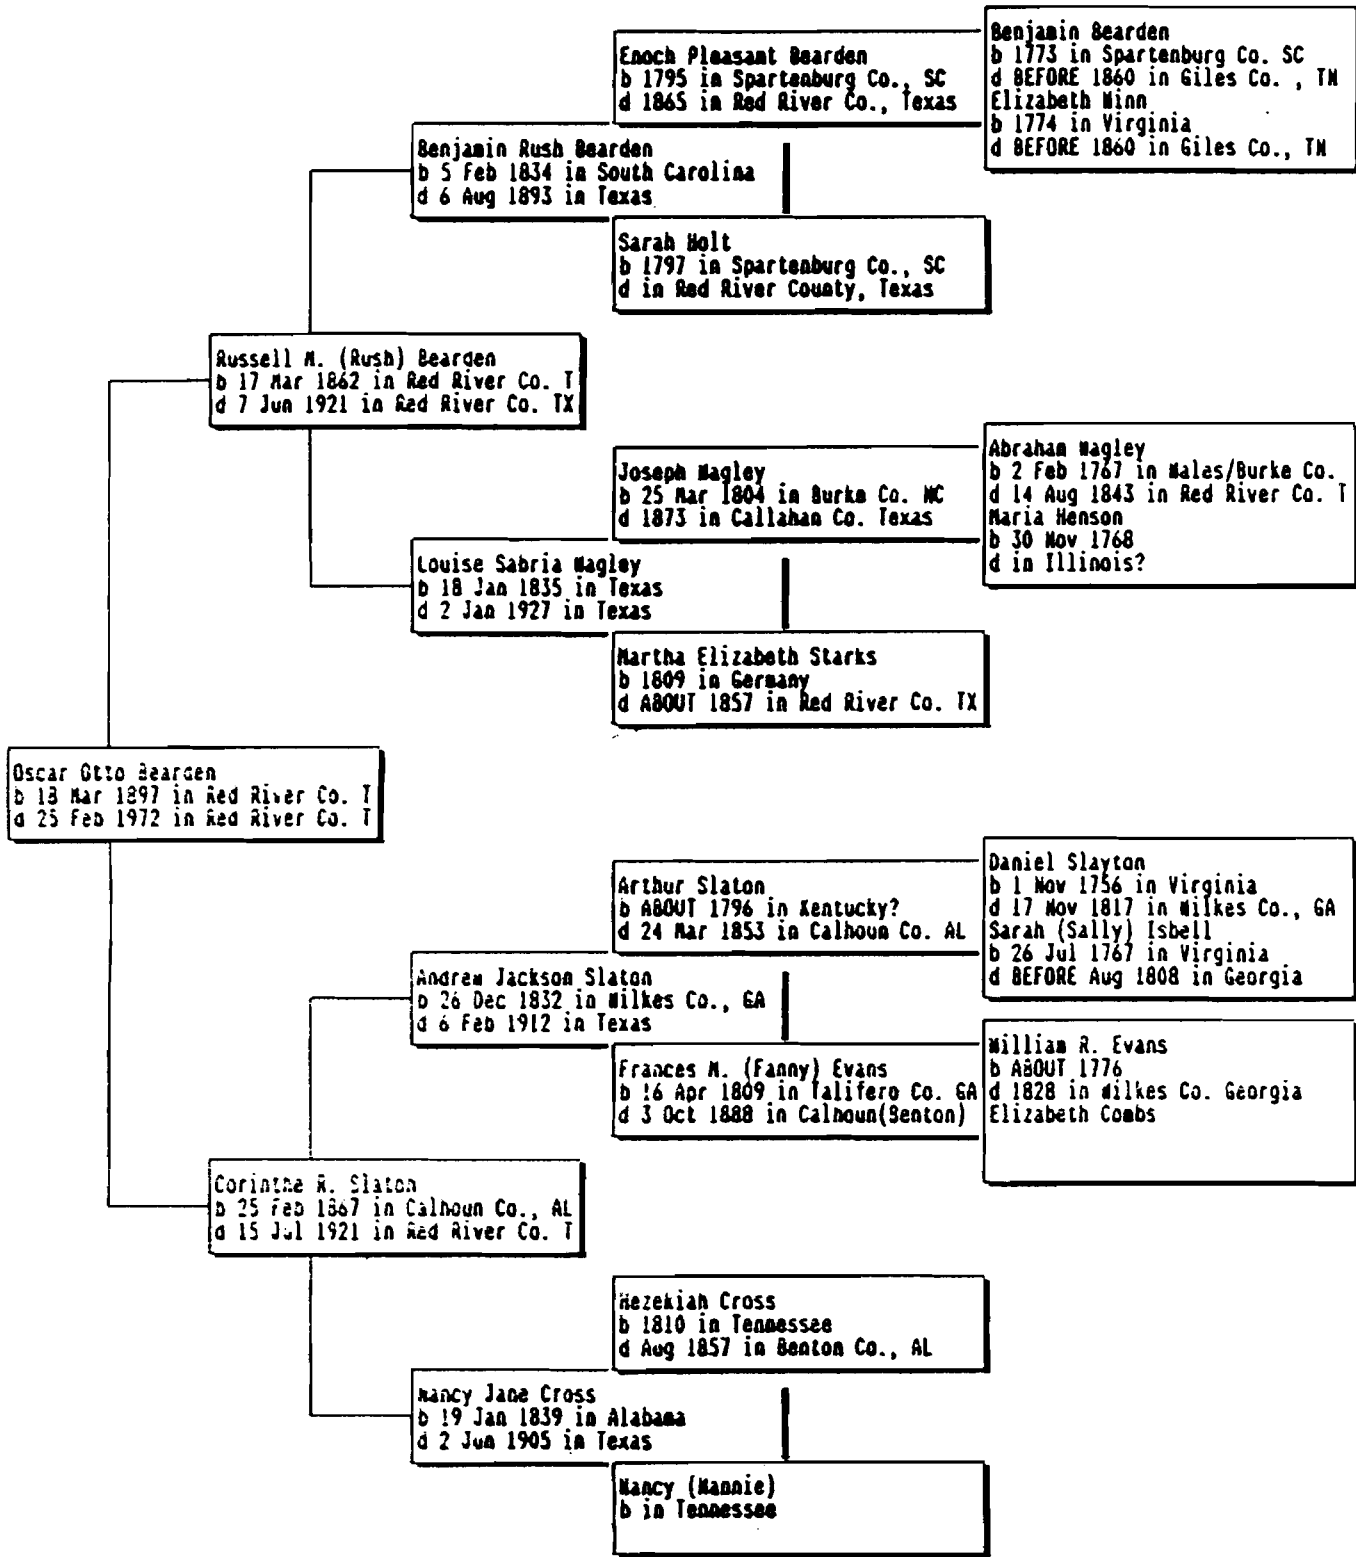 Enoch Pleasant Bearden
b 1795 in Spartenburg Co., SC
d 1865 in Red River Co., Texas
Benjamin Bearden
b 1773 in Spartenburg Co. SC
d BEFORE 1860 in Giles Co. , TN
Elizabeth Winn
b 1774 in Virginia
d BEFORE 1860 in Giles Co., TN
Benjamin Rush Bearden
b 5 Feb 1834 in South Carolina
d 6 Aug 1893 in Texas
Sarah Holt
b 1797 in Spartenburg Co., SC
d in Red River County, Texas
Russell M. (Rush) Bearden
b 17 Mar 1862 in Red River Co. T
d 7 Jun 1921 in Red River Co. TX
Joseph Wagley
b 25 Mar 1804 in Burke Co. NC
d 1873 in Callahan Co. Texas
Abraham Wagley
b 2 Feb 1767 in Wales/Burke Co.
d 14 Aug 1843 in Red River Co. T
Maria Henson
b 30 Nov 1768
d in Illinois?
Louise Sabria Wagley
b 18 Jan 1835 in Texas
d 2 Jan 1927 in Texas
Martha Elizabeth Starks
b 1809 in Germany
d ABOUT 1857 in Red River Co. TX
Oscar Otto Bearden
b 18 Mar 1897 in Red River Co. T
d 25 Feb 1972 in Red River Co. T
Arthur Slaton
b ABOUT 1796 in Kentucky?
d 24 Mar 1853 in Calhoun Co. AL
Daniel Slayton
b 1 Nov 1756 in Virginia
d 17 Nov 1817 in Wilkes Co., GA
Sarah (Sally) Isbell
b 26 Jul 1767 in Virginia
d BEFORE Aug 1808 in Georgia
Andrew Jackson Slaton
b 26 Dec 1832 in Wilkes Co., GA
d 6 Feb 1912 in Texas
Frances M. (Fanny) Evans
b 16 Apr 1809 in Talifero Co. GA
d 3 Oct 1888 in Calhoun(Benton)
William R. Evans
b ABOUT 1776
d 1828 in Wilkes Co. Georgia
Elizabeth Combs
Corinthe R. Slaton
b 25 Feb 1867 in Calhoun Co., AL
d 15 Jul 1921 in Red River Co. T
Hezekiah Cross
b 1810 in Tennessee
d Aug 1857 in Benton Co., AL
Nancy Jane Cross
b 19 Jan 1839 in Alabama
d 2 Jun 1905 in Texas
Nancy (Nannie)
b in Tennessee